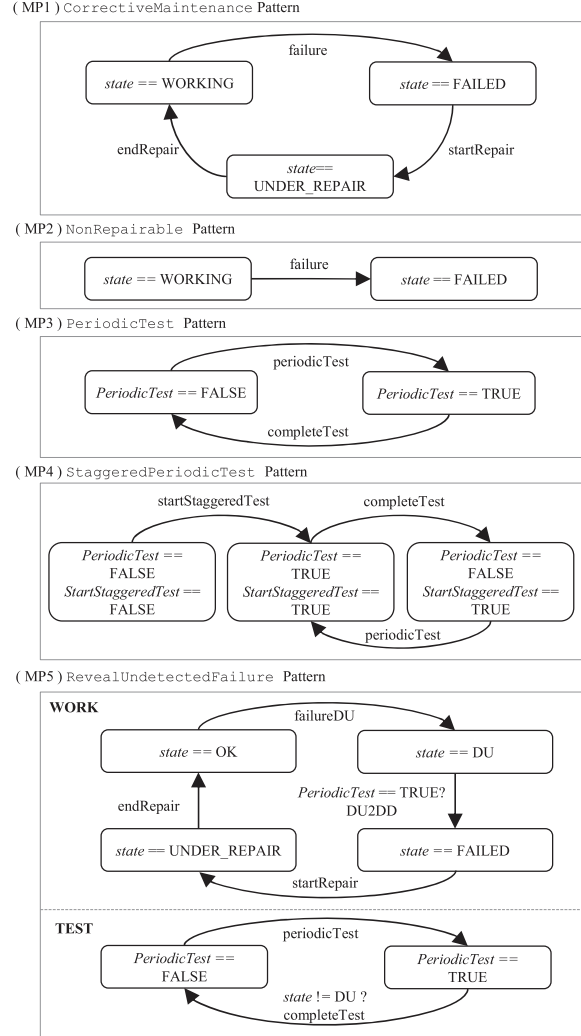 ( MP1 ) CorrectiveMaintenance Pattern
failure
state == WORKING
state == FAILED
endRepair
startRepair
state==
UNDER_REPAIR
( MP2 ) NonRepairable Pattern
failure
state == WORKING
state == FAILED
( MP3 ) PeriodicTest Pattern
periodicTest
PeriodicTest == FALSE
PeriodicTest == TRUE
completeTest
( MP4 ) StaggeredPeriodicTest Pattern
startStaggeredTest
completeTest
PeriodicTest ==
FALSE
StartStaggeredTest ==
FALSE
PeriodicTest ==
TRUE
StartStaggeredTest ==
TRUE
PeriodicTest ==
FALSE
StartStaggeredTest ==
TRUE
periodicTest
( MP5 ) RevealUndetectedFailure Pattern
WORK
failureDU
state == OK
state == DU
PeriodicTest == TRUE?
DU2DD
endRepair
state == UNDER_REPAIR
state == FAILED
startRepair
TEST
periodicTest
PeriodicTest ==
FALSE
PeriodicTest ==
TRUE
state != DU ?
completeTest